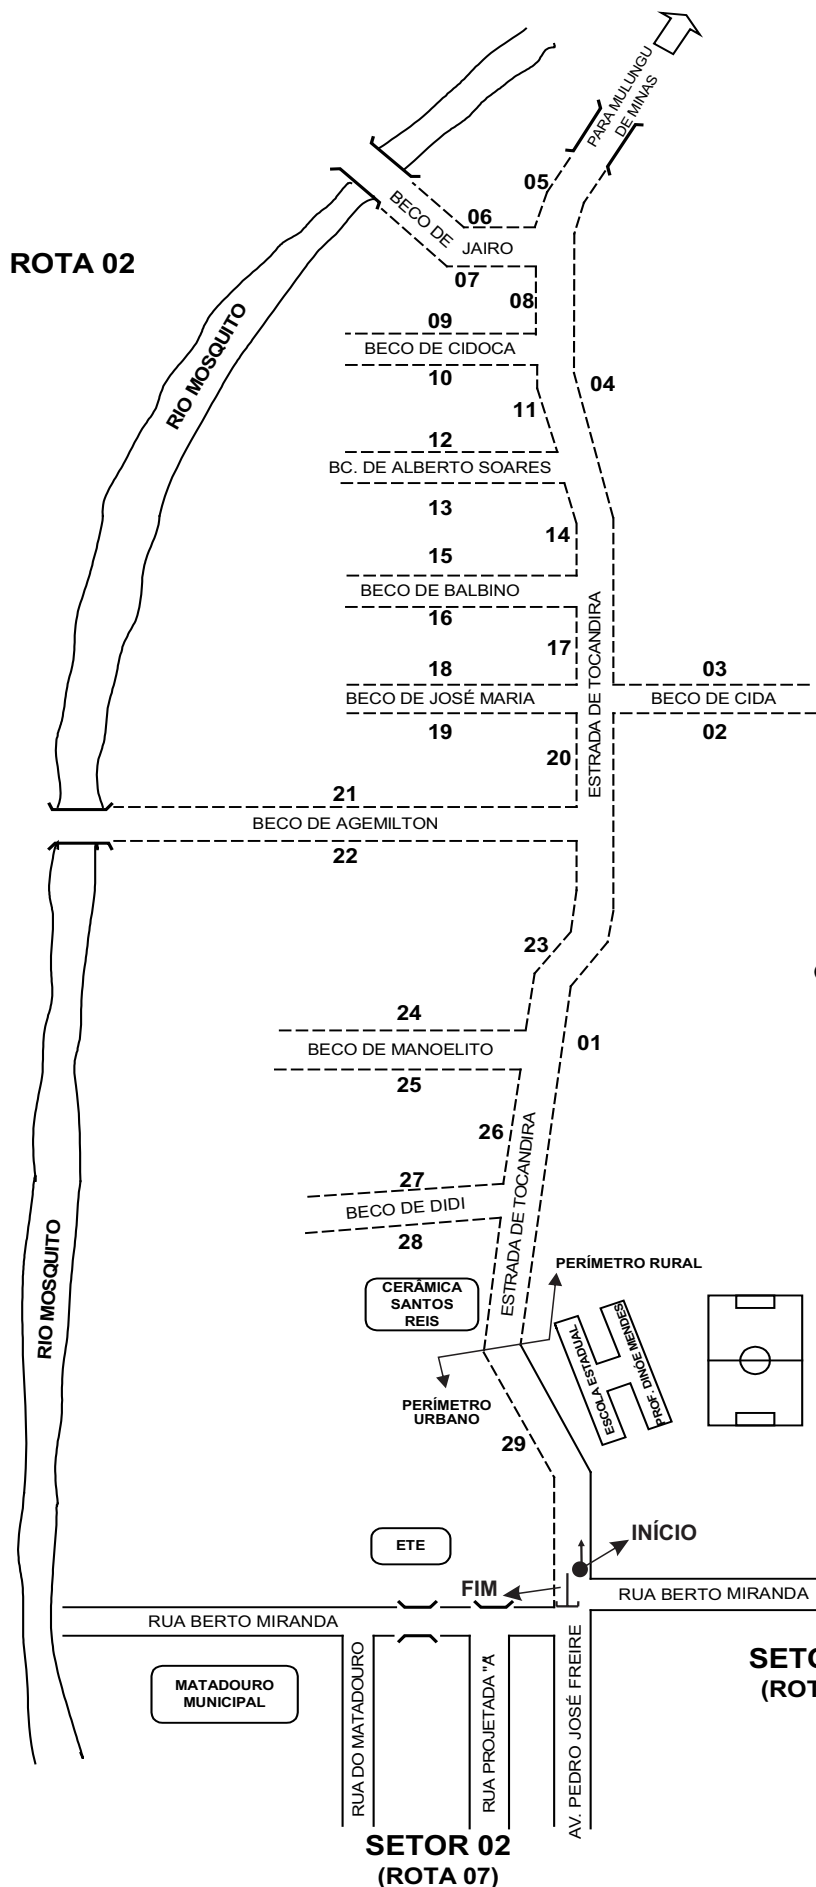 PARA MULUNGU
DE MINAS
05
06
BECO DE
JAIRO
ROTA 02
07
08
09
BECO DE CIDOCA
10
RIO MOSQUITO
04
11
12
BC. DE ALBERTO SOARES
13
14
15
BECO DE BALBINO
16
17
ESTRADA DE TOCANDIRA
18
03
BECO DE JOSÉ MARIA
BECO DE CIDA
19
02
20
21
BECO DE AGEMILTON
22
23
24
01
BECO DE MANOELITO
25
26
ESTRADA DE TOCANDIRA
27
BECO DE DIDI
28
RIO MOSQUITO
PERÍMETRO RURAL
CERÂMICA
SANTOS
REIS
ESCOLA ESTADUAL
PROFª. DINÓE MENDES
PERÍMETRO
URBANO
29
INÍCIO
ETE
FIM
RUA BERTO MIRANDA
RUA BERTO MIRANDA
MATADOURO
MUNICIPAL
RUA DO MATADOURO
RUA PROJETADA "A"
AV. PEDRO JOSÉ FREIRE
SETO
(ROT
SETOR 02
(ROTA 07)